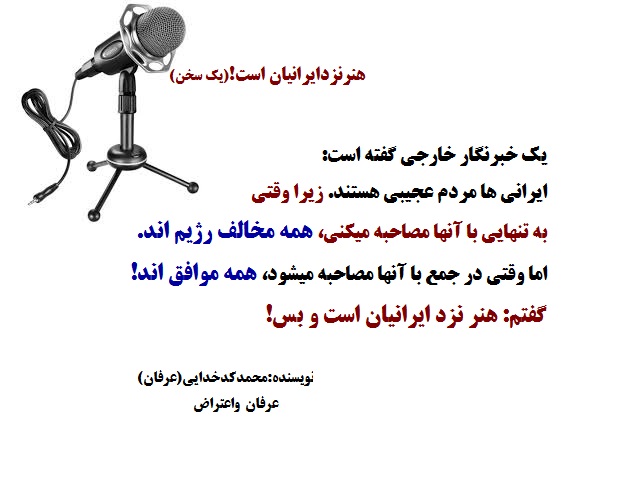 هنرنزدایرانیان است!(یک سخن)
یک خبرنگار خارجی گفته است:
ایرانی ها مردم عجیبی هستند. زیرا وقتی
به تنهایی با آنها مصاحبه میکنی، همه مخالف رژیم اند.
اما وقتی در جمع با آنها مصاحبه میشود، همه موافق اند!
گفتم: هنر نزد ایرانیان است و بس!
نویسنده:محمدکدخدایی(عرفان)
عرفان واعتراض